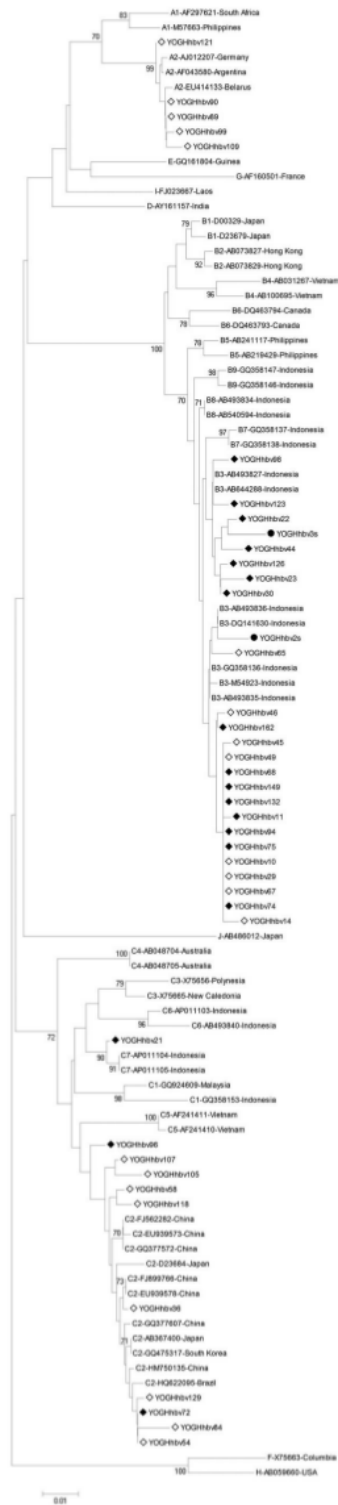 A1-AF297621-South Africa
83
A1-M57663-Philippines
70
YOGHhbv121
A2-AJ012207-Germany
99
A2-AF043580-Argentina
A2-EU414133-Belarus
YOGHhbv90
YOGHhbv69
YOGHhbv99
YOGHhbv109
E-GQ161804-Guinea
G-AF160501-France
I-FJ023667-Laos
D-AY161157-India
B1-D00329-Japan
79
B1-D23679-Japan
B2-AB073827-Hong Kong
92
B2-AB073829-Hong Kong
B4-AB031267-Vietnam
96
B4-AB100695-Vietnam
B6-DQ463794-Canada
78
B6-DQ463793-Canada
100
B5-AB241117-Philippines
78
B5-AB219429-Philippines
B9-GQ358147-Indonesia
70
98
B9-GQ358146-Indonesia
71
B8-AB493834-Indonesia
B8-AB540594-Indonesia
B7-GQ358137-Indonesia
97
B7-GQ358138-Indonesia
B3-AB493827-Indonesia
B3-AB644286-Indonesia
YOGHhbv123
YOGHhbv22
YOGHhbv3s
YOGHhbv44
YOGHhbv126
YOGHhbv23
YOGHhbv30
B3-AB493836-Indonesia
B3-DQ141630-Indonesia
YOGHhbv2s
YOGHhbv65
B3-GQ358136-Indonesia
B3-M54923-Indonesia
B3-AB493835-Indonesia
YOGHhbv46
YOGHhbv162
YOGHhbv45
YOGHhbv49
YOGHhbv68
YOGHhbv149
YOGHhbv132
YOGHhbv11
YOGHhbv94
YOGHhbv75
YOGHhbv10
YOGHhbv29
YOGHhbv67
YOGHhbv74
YOGHhbv14
J-AB486012-Japan
C4-AB048704-Australia
100
C4-AB048705-Australia
C3-X75656-Polynesia
79
C3-X75665-New Caledonia
C6-AP011103-Indonesia
72
96
C6-AB493840-Indonesia
YOGHhbv21
C7-AP011104-Indonesia
98
91
C7-AP011105-Indonesia
C1-GQ924609-Malaysia
98
C1-GQ358153-Indonesia
C5-AF241411-Vietnam
100
C5-AF241410-Vietnam
YOGHhbv107
YOGHhbv105
YOGHhbv58
YOGHhbv118
C2-FJ562282-China
70
C2-EU939573-China
C2-GQ377572-China
C2-D23684-Japan
C2-FJ899766-China
73
C2-EU939578-China
C2-GQ377607-China
C2-AB367400-Japan
71
C2-GQ475317-South Korea
C2-HM750135-China
C2-HQ622095-Brazil
YOGHhbv129
YOGHhbv72
YOGHhbv84
YOGHhbv54
F-X75663-Columbia
100
H-AB059660-USA
0.01